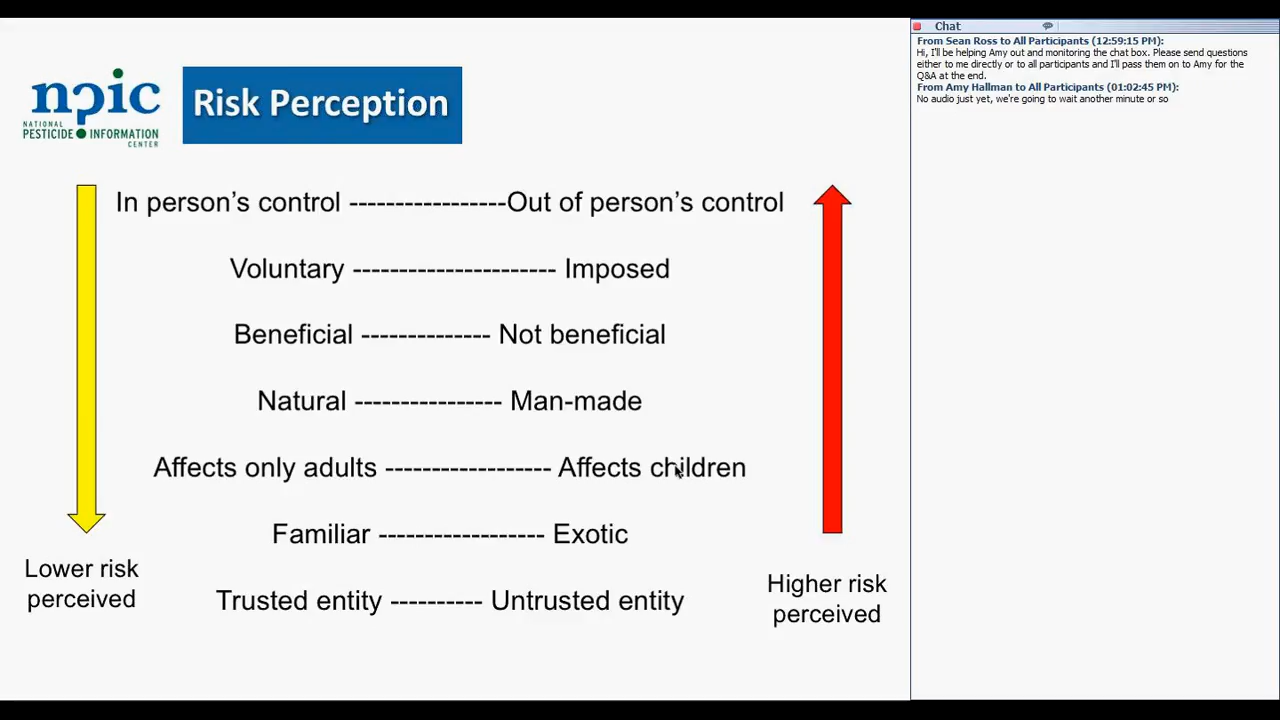 npic
NATIONAL
PESTICIDE INFORMATION
CENTER
Risk Perception
In person's control -----------------Out of person's control
Voluntary ---------------------- Imposed
Beneficial -------------- Not beneficial
Natural ---------------- Man-made
Affects only adults ------------------ Affects children
Familiar ------------------ Exotic
Trusted entity ---------- Untrusted entity
Lower risk
perceived
Higher risk
perceived
Chat
From Sean Ross to All Participants (12:59:15 PM):
Hi, I'll be helping Amy out and monitoring the chat box. Please send questions
either to me directly or to all participants and I'll pass them on to Amy for the
Q&A at the end.
From Amy Hallman to All Participants (01:02:45 PM):
No audio just yet, we're going to wait another minute or so